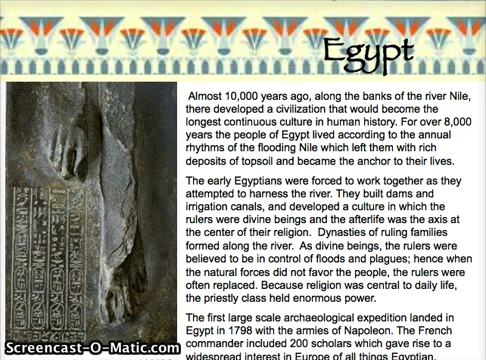 Egypt
Almost 10,000 years ago, along the banks of the river Nile,
there developed a civilization that would become the
longest continuous culture in human history. For over 8,000
years the people of Egypt lived according to the annual
rhythms of the flooding Nile which left them with rich
deposits of topsoil and became the anchor to their lives.
The early Egyptians were forced to work together as they
attempted to harness the river. They built dams and
irrigation canals, and developed a culture in which the
rulers were divine beings and the afterlife was the axis at
the center of their religion. Dynasties of ruling families
formed along the river. As divine beings, the rulers were
believed to be in control of floods and plagues; hence when
the natural forces did not favor the people, the rulers were
often replaced. Because religion was central to daily life,
the priestly class held enormous power.
The first large scale archaeological expedition landed in
Egypt in 1798 with the armies of Napoleon. The French
commander included 200 scholars which gave rise to a
widespread interest in Europe of all things Egyptian.
Screencast-O-Matic.com